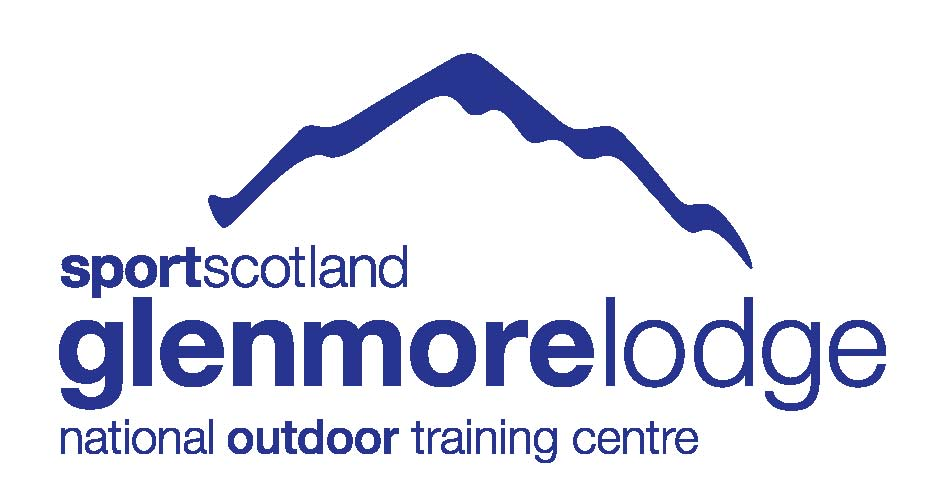 sportscotland
glenmorelodge
national outdoor training centre